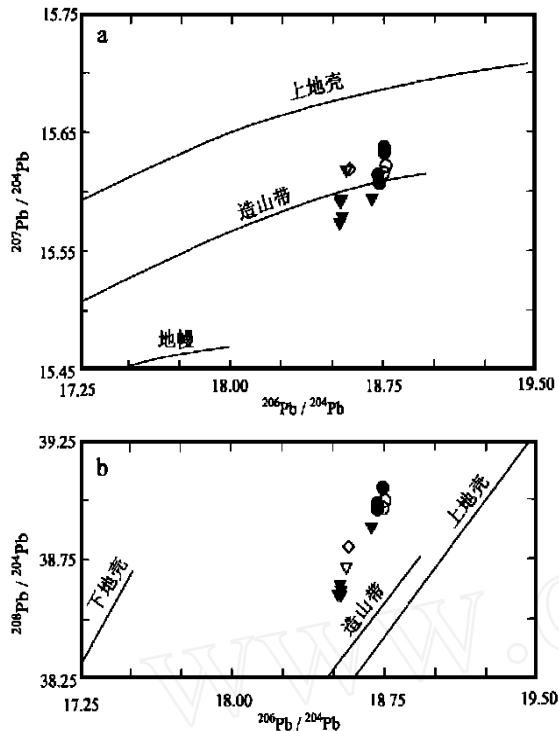 a
15.75
15.65
15.55
15.45
²⁰⁷Pb / ²⁰⁴Pb
上地壳
造山带
地幔
17.25 18.00 18.75 19.50
²⁰⁶Pb / ²⁰⁴Pb
b
39.25
38.75
38.25
²⁰⁸Pb / ²⁰⁴Pb
下地壳
造山带
上地壳
17.25 18.00 18.75 19.50
²⁰⁶Pb / ²⁰⁴Pb